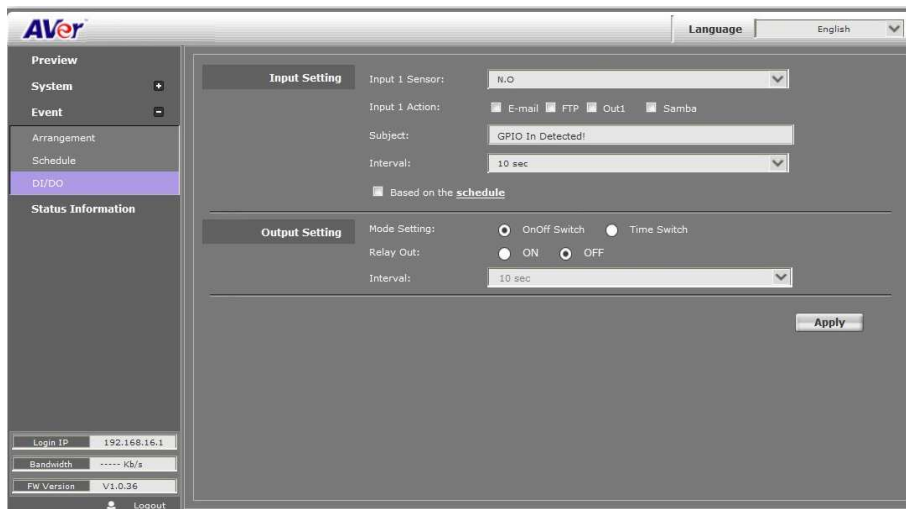 AVer
Language English
Preview
System
Event
Arrangement
Schedule
DI/DO
Status Information
Input Setting
Input 1 Sensor: N.O
Input 1 Action: E-mail FTP Out1 Samba
Subject: GPIO In Detected!
Interval: 10 sec
Based on the schedule
Output Setting
Mode Setting: OnOff Switch Time Switch
Relay Out: ON OFF
Interval: 10 sec
Apply
Login IP 192.168.16.1
Bandwidth ----- Kb/s
FW Version V1.0.36
Logout